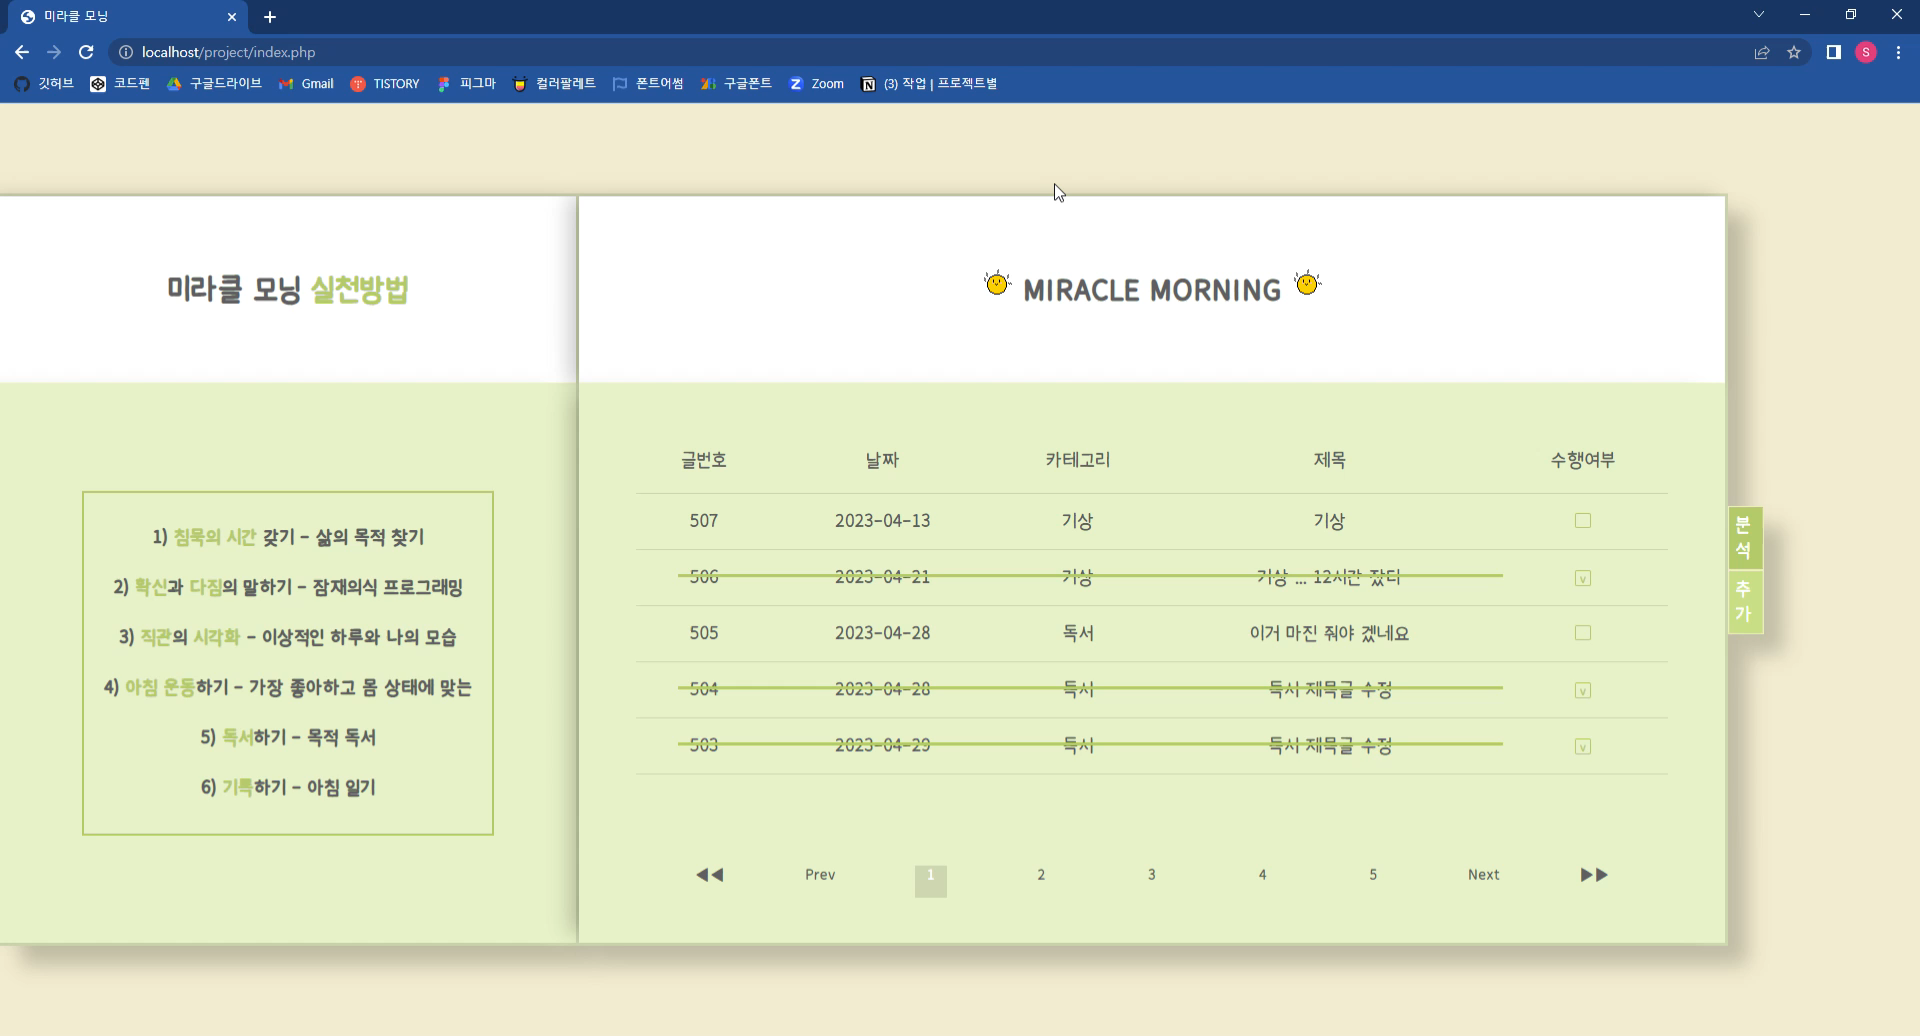 미라클 모닝
localhost/project/index.php
S
깃허브 코드펜 구글드라이브 Gmail TISTORY 피그마 컬러팔레트 폰트어썸 구글폰트 Zoom (3) 작업 | 프로젝트별
미라클 모닝 실천방법
1) 침묵의 시간 갖기 - 삶의 목적 찾기
2) 확신과 다짐의 말하기 - 잠재의식 프로그래밍
3) 직관의 시각화 - 이상적인 하루와 나의 모습
4) 아침 운동하기 - 가장 좋아하고 몸 상태에 맞는
5) 독서하기 - 목적 독서
6) 기록하기 - 아침 일기
MIRACLE MORNING
글번호 날짜 카테고리 제목 수행여부
507 2023-04-13 기상 기상
506 2023-04-21 기상 기상 ... 12시간 잤더 v
505 2023-04-28 독서 이거 마진 줘야 겠네요
504 2023-04-28 독서 독서 제목글 수정 v
503 2023-04-29 독서 독서 제목글 수정 v
◀◀ Prev 1 2 3 4 5 Next ▶▶
분석
추가